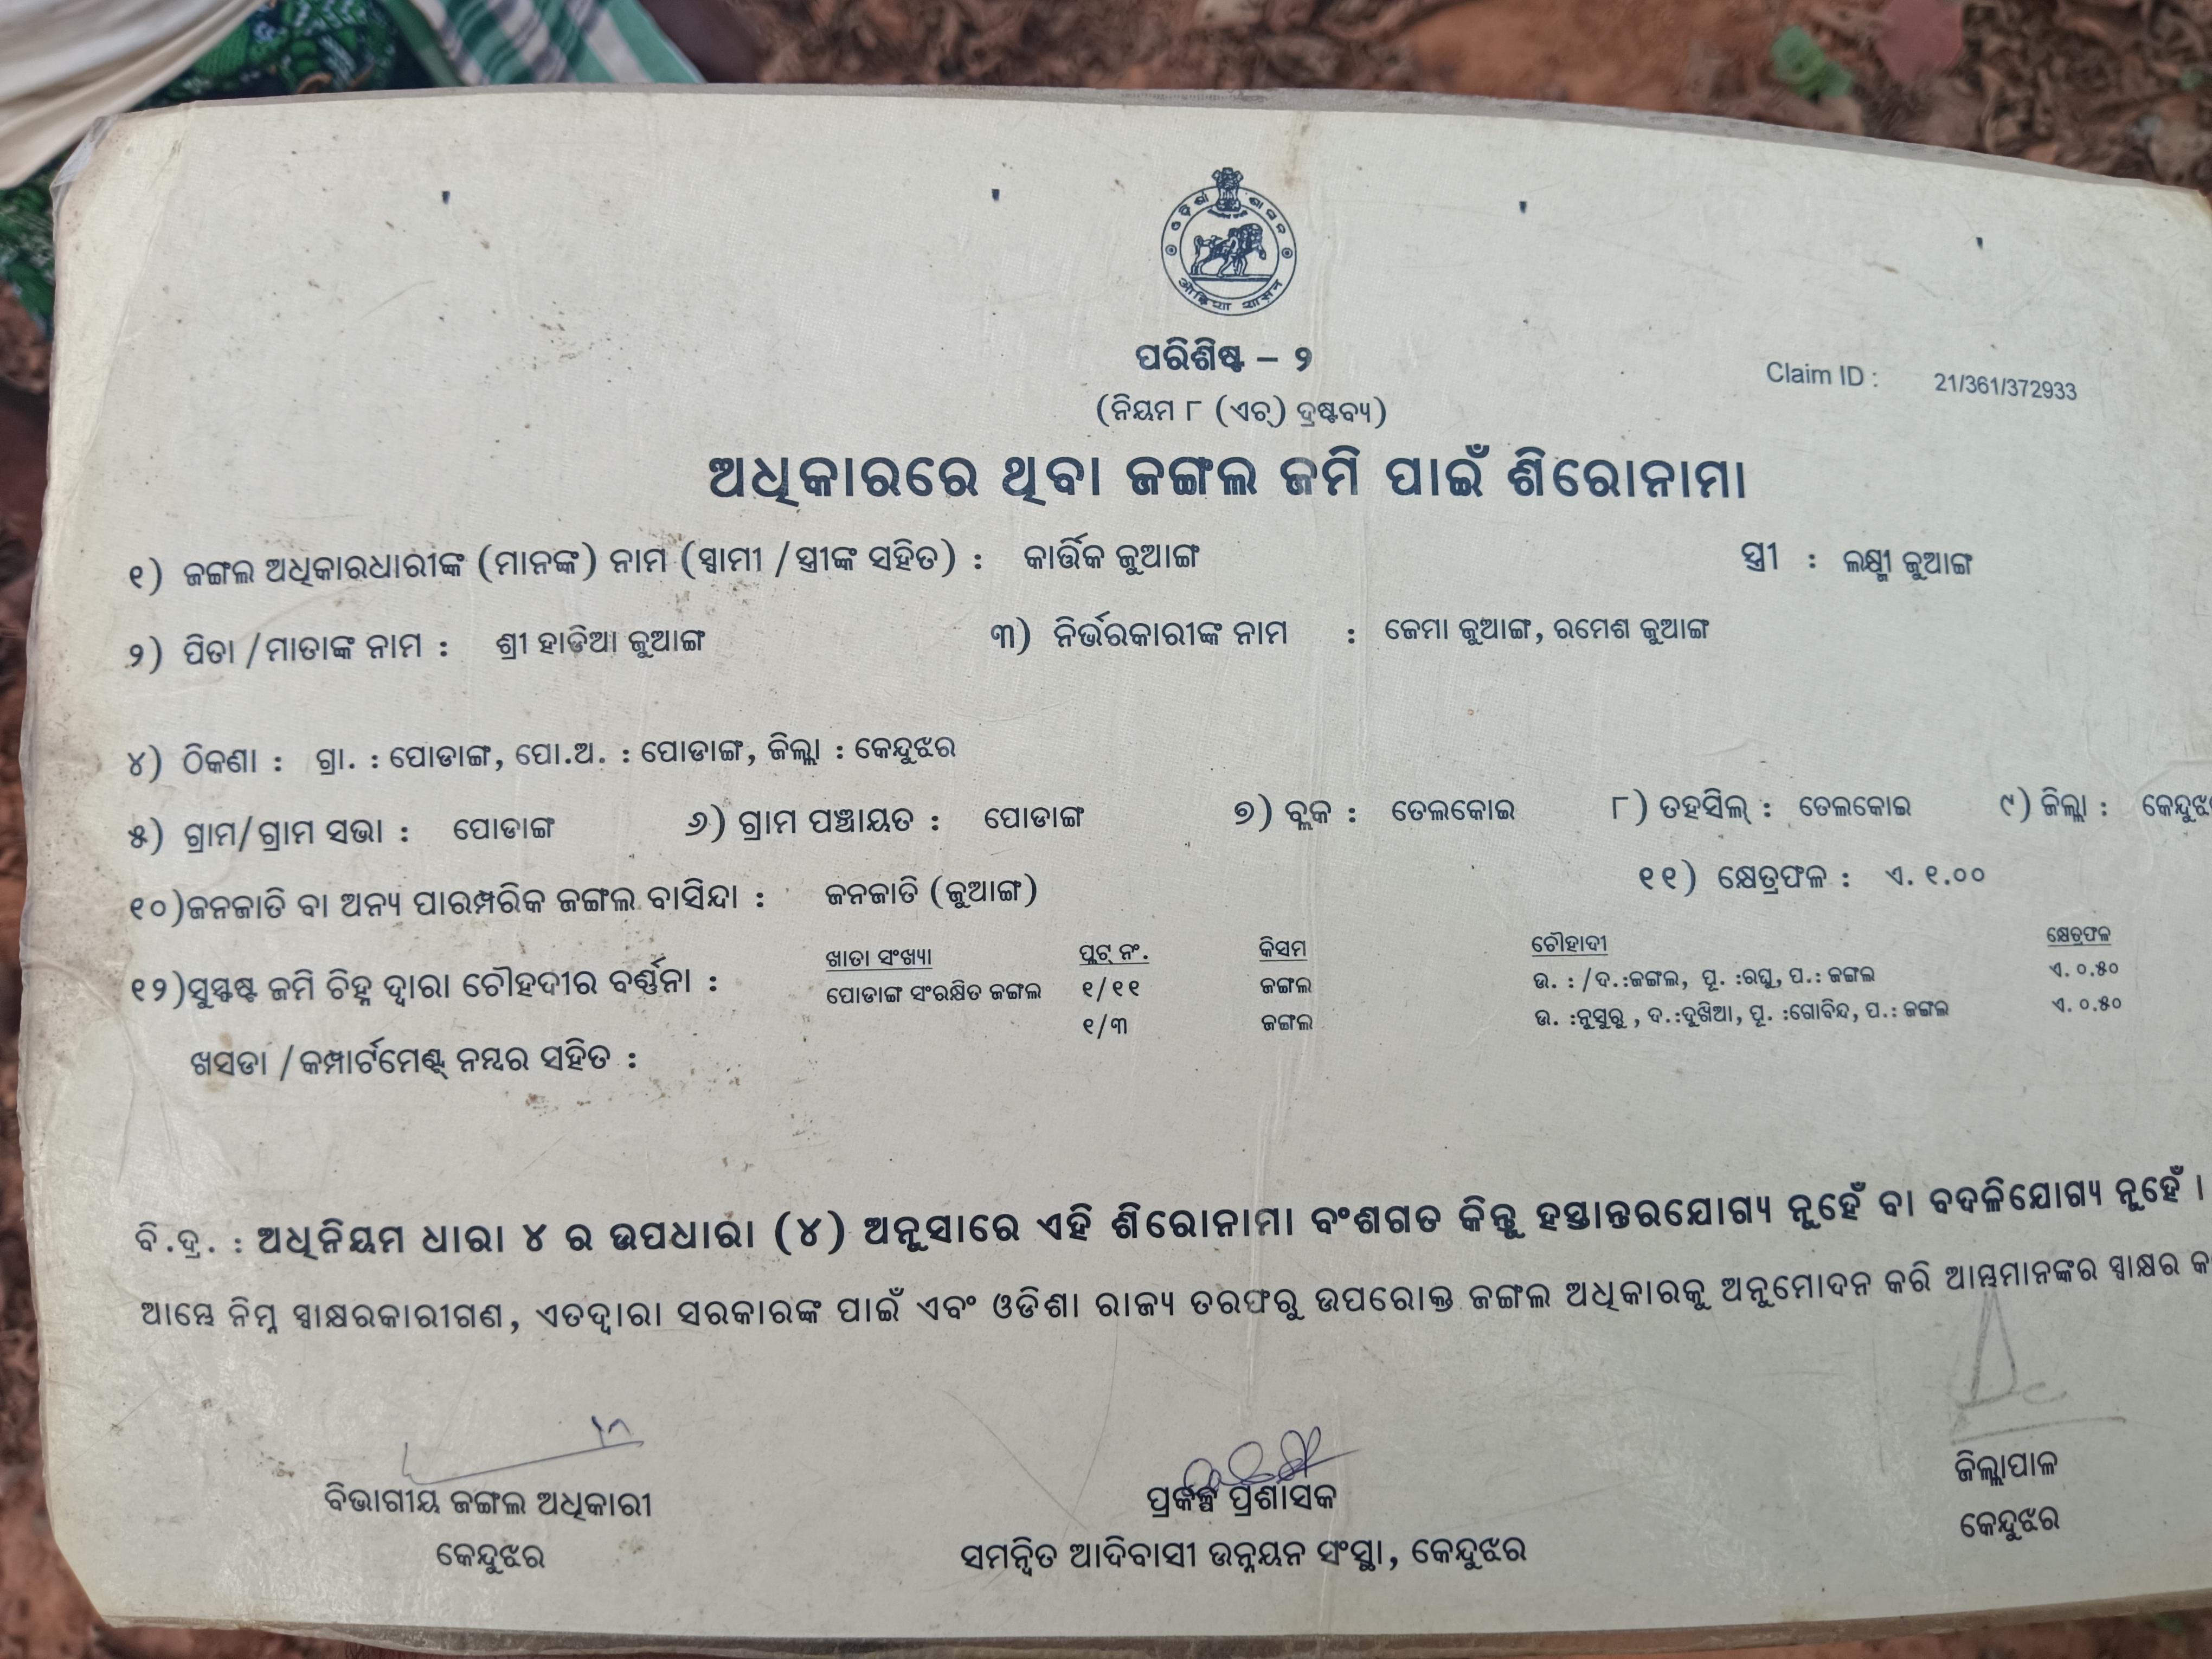 ଓଡ଼ିଶା ଶାସନ
ओड़िशा शासन
ପରିଶିଷ୍ଟ – ୨
Claim ID : 21/361/372933
(ନିୟମ ୮ (ଏଚ୍) ଦ୍ରଷ୍ଟବ୍ୟ)
ଅଧିକାରରେ ଥିବା ଜଙ୍ଗଲ ଜମି ପାଇଁ ଶିରୋନାମା
୧) ଜଙ୍ଗଲ ଅଧିକାରଧାରୀଙ୍କ (ମାନଙ୍କ) ନାମ (ସ୍ୱାମୀ / ସ୍ତ୍ରୀଙ୍କ ସହିତ) : କାର୍ତ୍ତିକ ଜୁଆଙ୍ଗ ସ୍ତ୍ରୀ : ଲକ୍ଷ୍ମୀ ଜୁଆଙ୍ଗ
୨) ପିତା / ମାତାଙ୍କ ନାମ : ଶ୍ରୀ ହାଡିଆ ଜୁଆଙ୍ଗ ୩) ନିର୍ଭରକାରୀଙ୍କ ନାମ : ଜେମା ଜୁଆଙ୍ଗ, ରମେଶ ଜୁଆଙ୍ଗ
୪) ଠିକଣା : ଗ୍ରା. : ପୋଡାଙ୍ଗ, ପୋ.ଅ. : ପୋଡାଙ୍ଗ, ଜିଲ୍ଲା : କେନ୍ଦୁଝର
୫) ଗ୍ରାମ/ଗ୍ରାମ ସଭା : ପୋଡାଙ୍ଗ ୬) ଗ୍ରାମ ପଞ୍ଚାୟତ : ପୋଡାଙ୍ଗ ୭) ବ୍ଲକ : ତେଲକୋଇ ୮) ତହସିଲ୍ : ତେଲକୋଇ ୯) ଜିଲ୍ଲା :
୧୦)ଜନଜାତି ବା ଅନ୍ୟ ପାରମ୍ପରିକ ଜଙ୍ଗଲ ବାସିନ୍ଦା : ଜନଜାତି (ଜୁଆଙ୍ଗ) ୧୧) କ୍ଷେତ୍ରଫଳ : ଏ. ୧.୦୦
୧୨)ସୁସ୍ପଷ୍ଟ ଜମି ଚିହ୍ନ ଦ୍ୱାରା ଚୌହଦୀର ବର୍ଣ୍ଣନା :
ଖାତା ସଂଖ୍ୟା ପ୍ଲଟ୍ ନଂ. କିସମ ଚୌହାଦୀ କ୍ଷେତ୍ରଫଳ
ପୋଡାଙ୍ଗ ସଂରକ୍ଷିତ ଜଙ୍ଗଲ ୧/୧୧ ଜଙ୍ଗଲ ଉ. : /ଦ.:ଜଙ୍ଗଲ, ପୂ. :ରଘୁ, ପ.: ଜଙ୍ଗଲ ଏ. ୦.୫୦
୧/୩ ଜଙ୍ଗଲ ଉ. :ନୁସୁରୁ , ଦ.:ଦୁଖିଆ, ପୂ. :ଗୋବିନ୍ଦ, ପ.: ଜଙ୍ଗଲ ଏ. ୦.୫୦
ଖସଡା / କମ୍ପାର୍ଟମେଣ୍ଟ୍ ନମ୍ବର ସହିତ :
ବି.ଦ୍ର. : ଅଧିନିୟମ ଧାରା ୪ ର ଉପଧାରା (୪) ଅନୁସାରେ ଏହି ଶିରୋନାମା ବଂଶଗତ କିନ୍ତୁ ହସ୍ତାନ୍ତରଯୋଗ୍ୟ ନୁହେଁ ବା ବଦଳିଯୋଗ୍ୟ ନୁହେଁ ।
ଆମ୍ଭେ ନିମ୍ନ ସ୍ୱାକ୍ଷରକାରୀଗଣ, ଏତଦ୍ୱାରା ସରକାରଙ୍କ ପାଇଁ ଏବଂ ଓଡିଶା ରାଜ୍ୟ ତରଫରୁ ଉପରୋକ୍ତ ଜଙ୍ଗଲ ଅଧିକାରକୁ ଅନୁମୋଦନ କରି ଆମ୍ଭମାନଙ୍କର ସ୍ୱାକ୍ଷର
ବିଭାଗୀୟ ଜଙ୍ଗଲ ଅଧିକାରୀ
କେନ୍ଦୁଝର
ପ୍ରକଳ୍ପ ପ୍ରଶାସକ
ସମନ୍ୱିତ ଆଦିବାସୀ ଉନ୍ନୟନ ସଂସ୍ଥା, କେନ୍ଦୁଝର
ଜିଲ୍ଲାପାଳ
କେନ୍ଦୁଝର